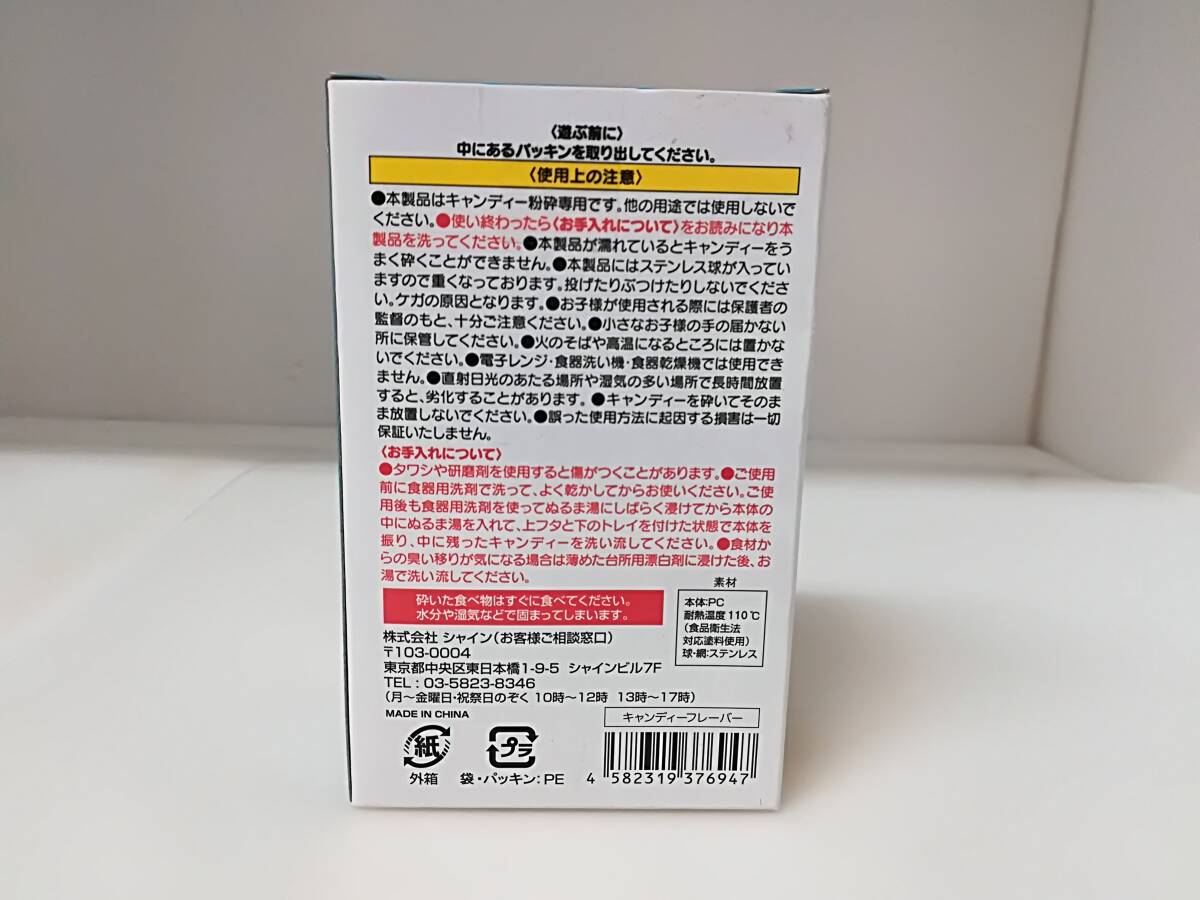 〈遊ぶ前に〉
中にあるパッキンを取り出してください。
〈使用上の注意〉
●本製品はキャンディー粉砕専用です。他の用途では使用しないで
ください。●使い終わったら〈お手入れについて〉をお読みになり本
製品を洗ってください。●本製品が濡れているとキャンディーをう
まく砕くことができません。●本製品にはステンレス球が入ってい
ますので重くなっております。投げたりぶつけたりしないでくださ
い。ケガの原因となります。●お子様が使用される際には保護者の
監督のもと、十分ご注意ください。●小さなお子様の手の届かない
所に保管してください。●火のそばや高温になるところには置かな
いでください。●電子レンジ・食器洗い機・食器乾燥機では使用でき
ません。●直射日光のあたる場所や湿気の多い場所で長時間放置
すると、劣化することがあります。●キャンディーを砕いてそのま
ま放置しないでください。●誤った使用方法に起因する損害は一切
保証いたしません。
〈お手入れについて〉
●タワシや研磨剤を使用すると傷がつくことがあります。●ご使用
前に食器用洗剤で洗って、よく乾かしてからお使いください。ご使
用後も食器用洗剤を使ってぬるま湯にしばらく浸けてから本体の
中にぬるま湯を入れて、上フタと下のトレイを付けた状態で本体を
振り、中に残ったキャンディーを洗い流してください。●食材か
らの臭い移りが気になる場合は薄めた台所用漂白剤に浸けた後、お
湯で洗い流してください。
砕いた食べ物はすぐに食べてください。
水分や湿気などで固まってしまいます。
素材
本体:PC
耐熱温度110℃
(食品衛生法
対応塗料使用)
球・網:ステンレス
株式会社 シャイン(お客様ご相談窓口)
〒103-0004
東京都中央区東日本橋1-9-5 シャインビル7F
TEL : 03-5823-8346
(月～金曜日・祝祭日のぞく 10時～12時 13時～17時)
MADE IN CHINA
キャンディーフレーバー
紙
外箱
プラ
袋・パッキン:PE
4 582319 376947